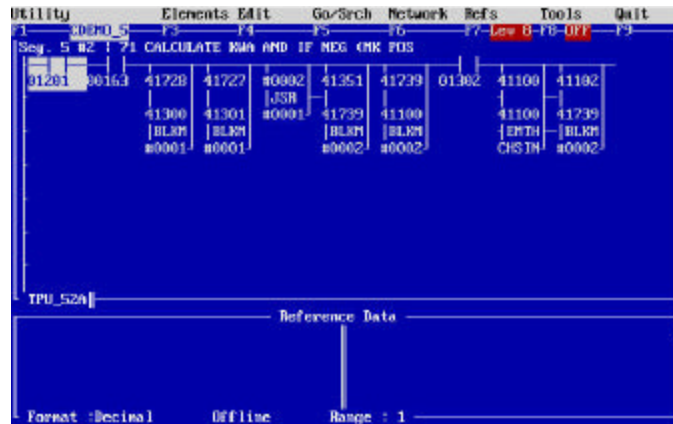 Utility Elements Edit Go/Srch Network Refs Tools Quit
F1 CDEMO_5 F3 F4 F5 F6 F7-Lev 8-F8-OFF-F9
Seg. 5 #2 | 71 CALCULATE KWA AND IF NEG (MK POS
01201 00163 41728 41727 #0002 41351 41739 01302 41100 41102
JSR
41300 41301 #0001 41739 41100 41100 41739
BLKM BLKM BLKM BLKM EMTH BLKM
#0001 #0001 #0002 #0002 CHSIN #0002
TPU_52A
Reference Data
Format :Decimal Offline Range : 1